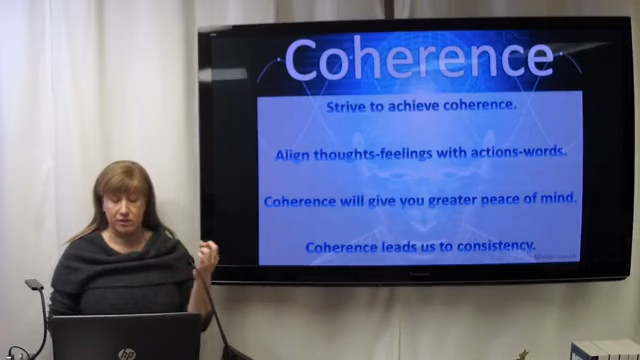 Coherence
Strive to achieve coherence.
Align thoughts-feelings with actions-words.
Coherence will give you greater peace of mind.
Coherence leads us to consistency.
hp